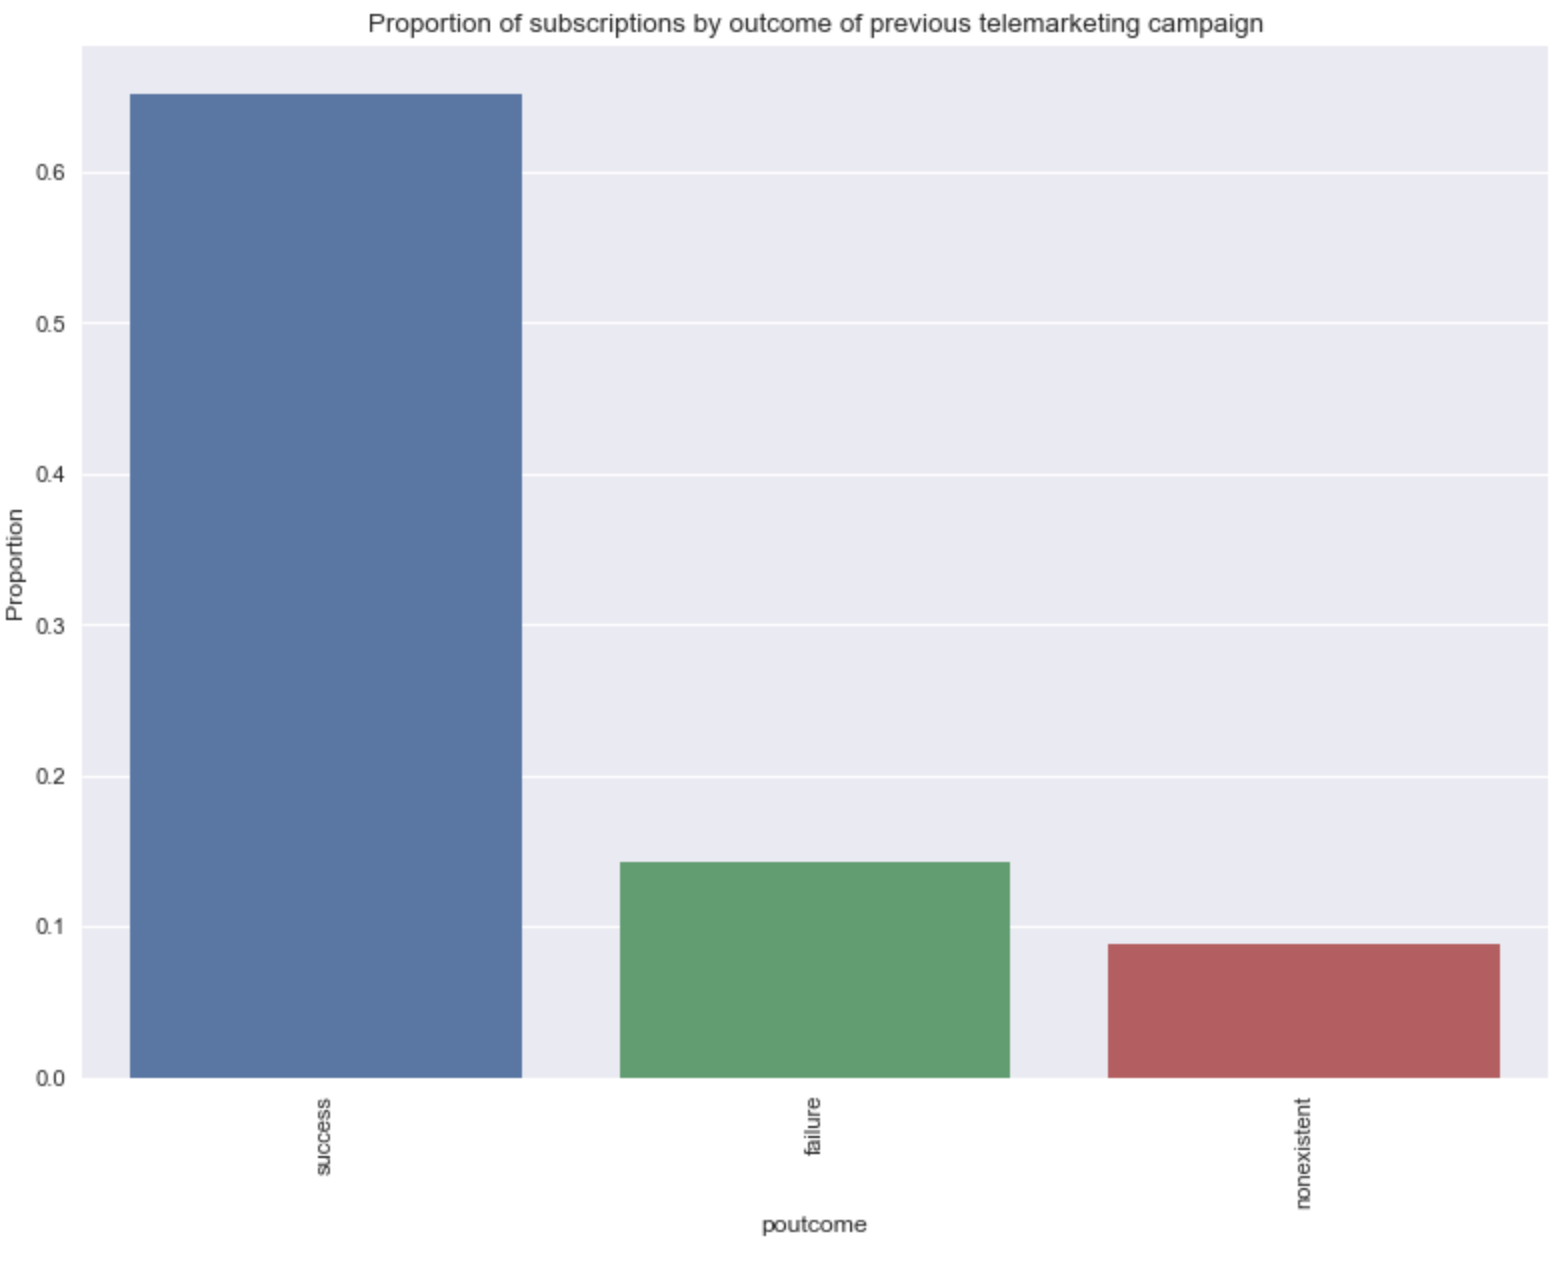 Proportion of subscriptions by outcome of previous telemarketing campaign
Proportion
0.6
0.5
0.4
0.3
0.2
0.1
0.0
success
failure
nonexistent
poutcome